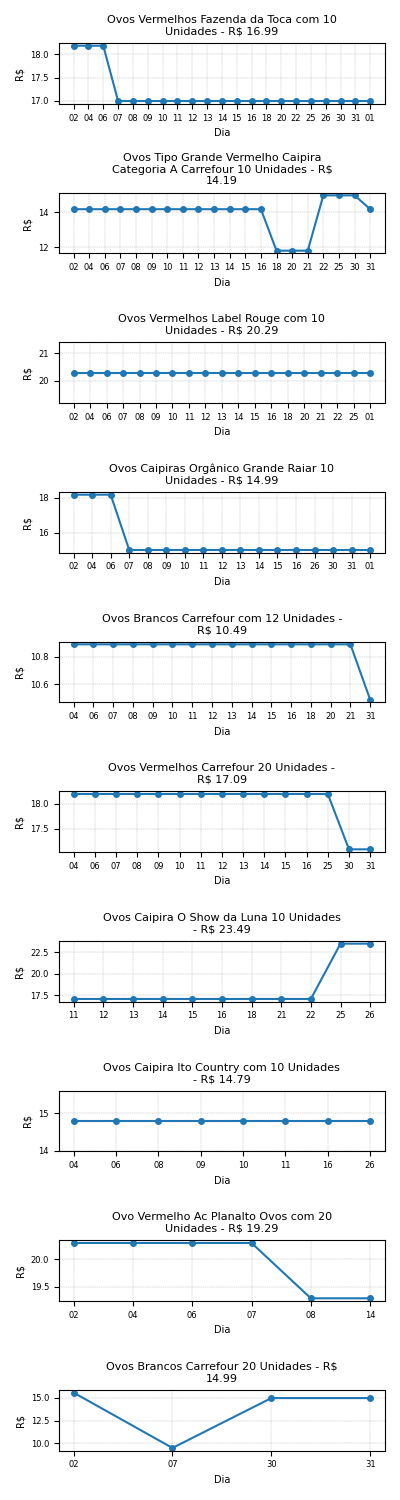 Ovos Vermelhos Fazenda da Toca com 10
Unidades - R$ 16.99
18.0
17.5
17.0
R$
02 04 06 07 08 09 10 11 12 13 14 15 16 18 20 22 25 26 30 31 01
Dia
Ovos Tipo Grande Vermelho Caipira
Categoria A Carrefour 10 Unidades - R$
14.19
14
12
R$
02 04 06 07 08 09 10 11 12 13 14 15 16 18 20 21 22 25 30 31
Dia
Ovos Vermelhos Label Rouge com 10
Unidades - R$ 20.29
21
20
R$
02 04 06 07 08 09 10 11 12 13 14 15 16 18 20 21 22 25 01
Dia
Ovos Caipiras Orgânico Grande Raiar 10
Unidades - R$ 14.99
18
16
R$
02 04 06 07 08 09 10 11 12 13 14 15 16 26 30 31 01
Dia
Ovos Brancos Carrefour com 12 Unidades -
R$ 10.49
10.8
10.6
R$
04 06 07 08 09 10 11 12 13 14 15 16 18 20 21 31
Dia
Ovos Vermelhos Carrefour 20 Unidades -
R$ 17.09
18.0
17.5
R$
04 06 07 08 09 10 11 12 13 14 15 16 25 30 31
Dia
Ovos Caipira O Show da Luna 10 Unidades
- R$ 23.49
22.5
20.0
17.5
R$
11 12 13 14 15 16 18 21 22 25 26
Dia
Ovos Caipira Ito Country com 10 Unidades
- R$ 14.79
15
14
R$
04 06 08 09 10 11 16 26
Dia
Ovo Vermelho Ac Planalto Ovos com 20
Unidades - R$ 19.29
20.0
19.5
R$
02 04 06 07 08 14
Dia
Ovos Brancos Carrefour 20 Unidades - R$
14.99
15.0
12.5
10.0
R$
02 07 30 31
Dia